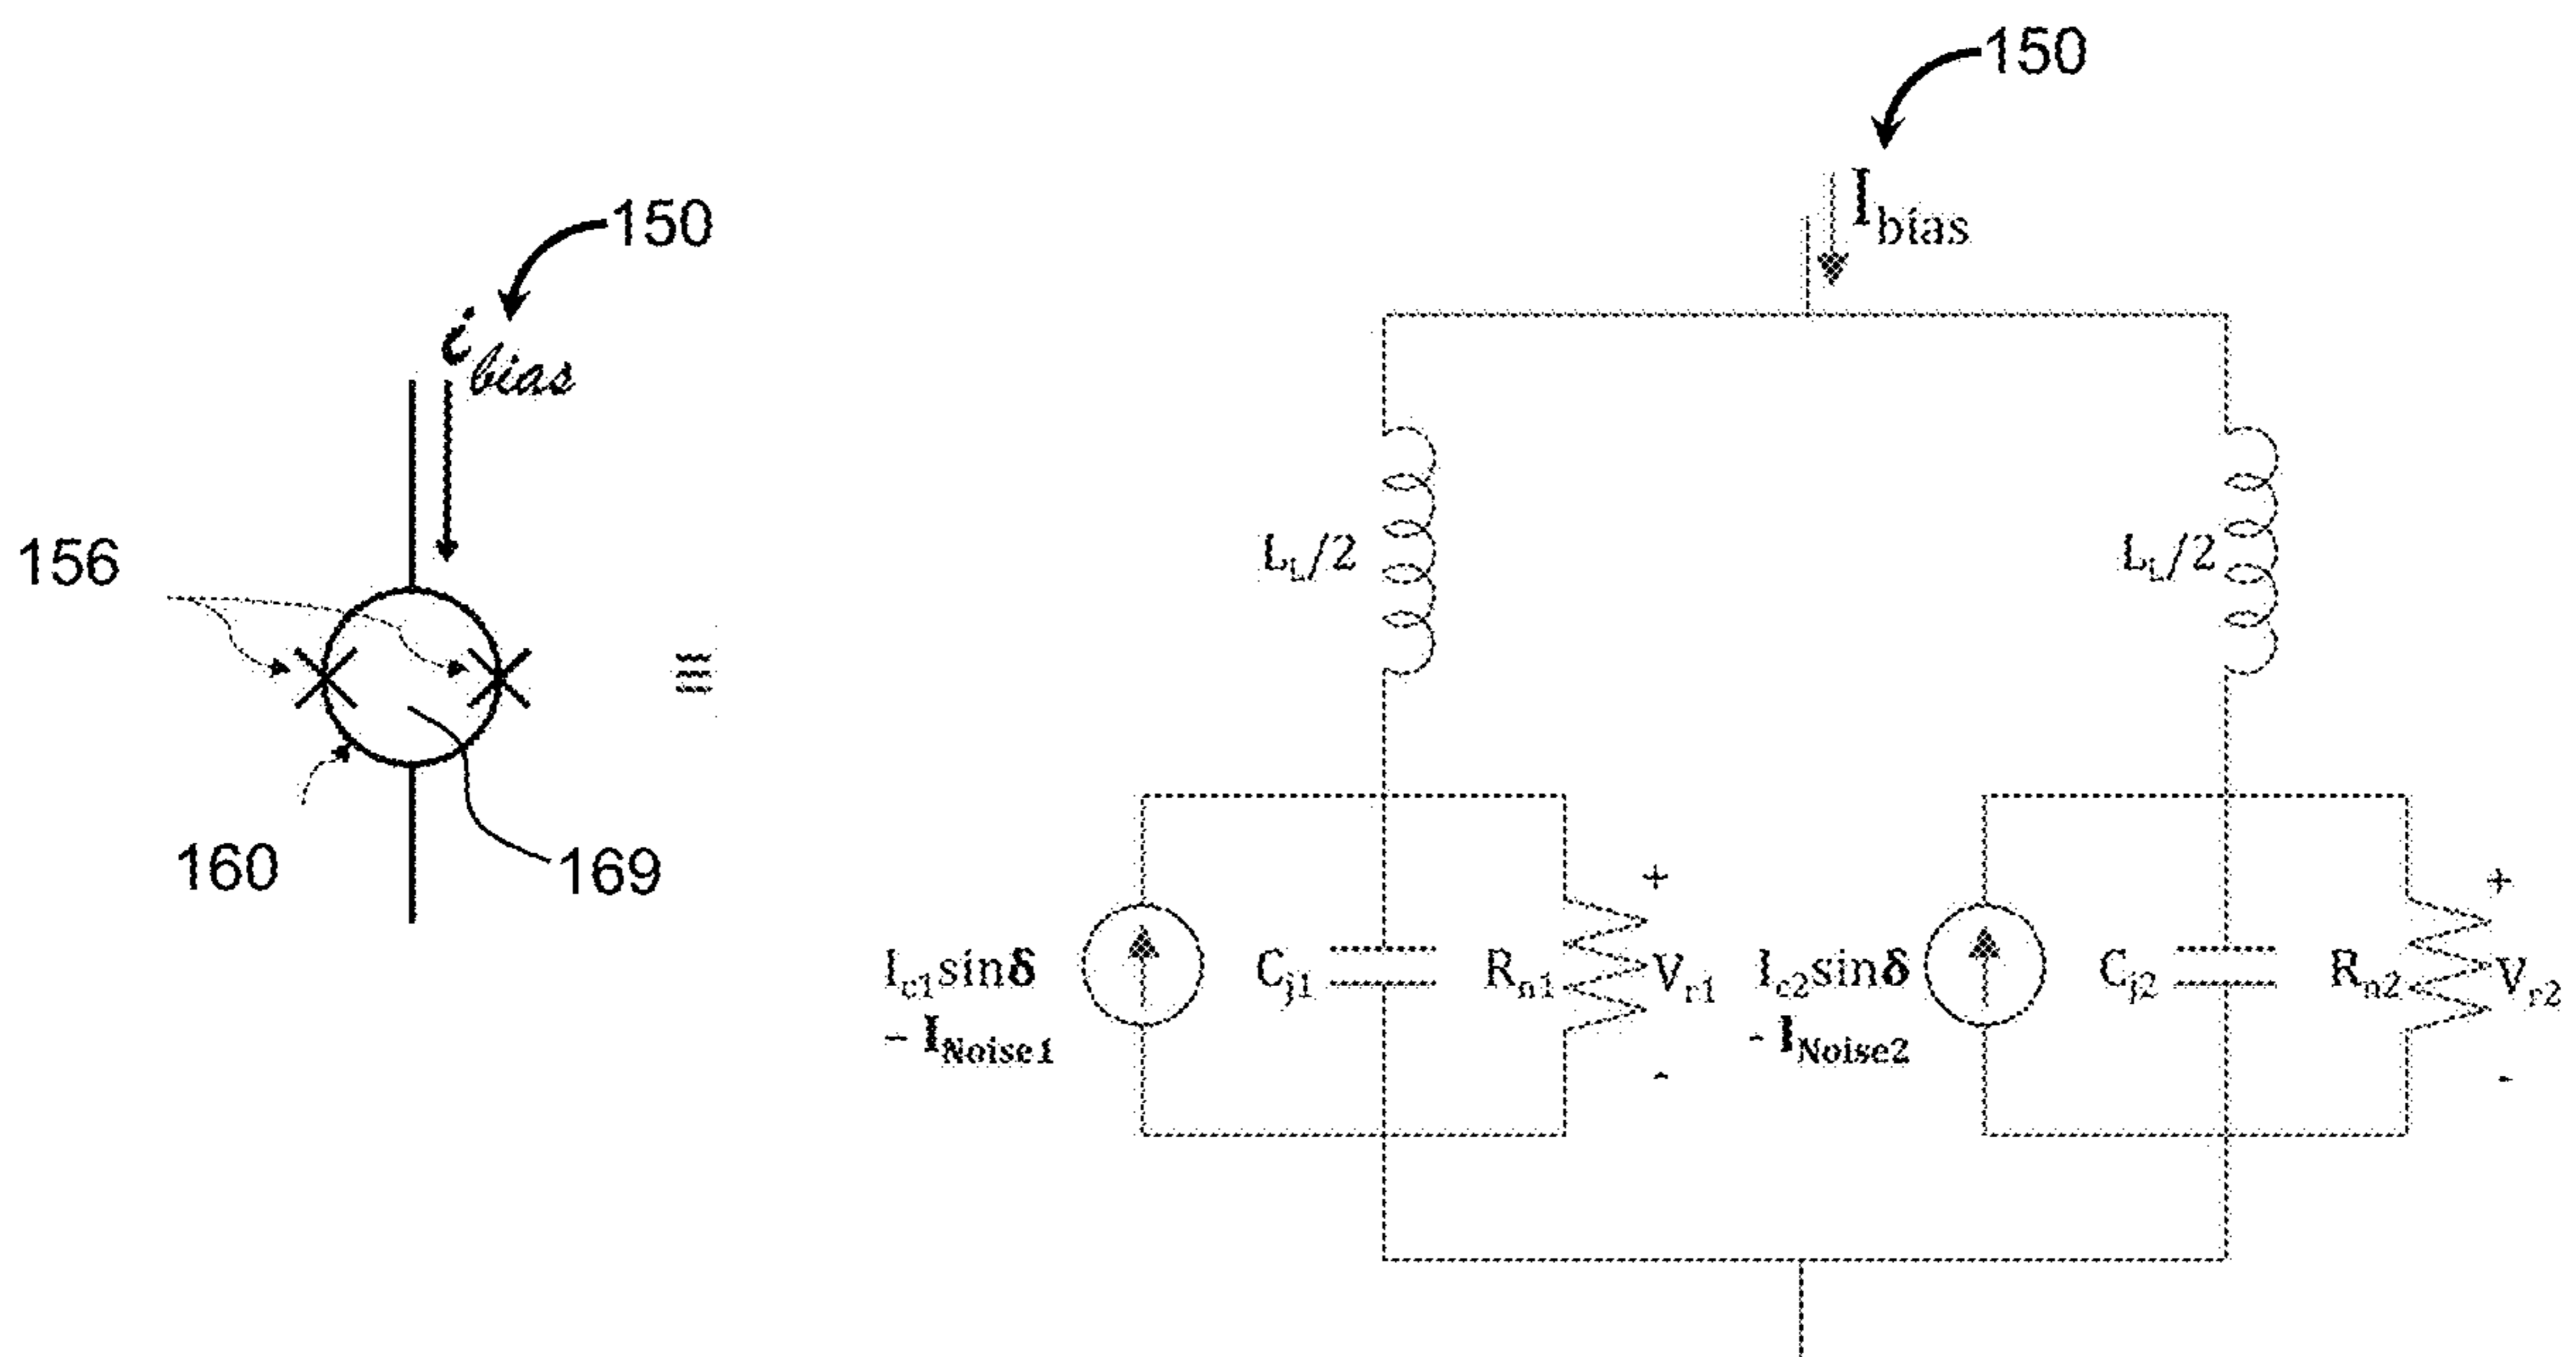 150
150
I_bias
i_bias
156
160
169
≡
L_L/2
L_L/2
+
+
I_c1 sinδ
- I_Noise1
C_j1
R_n1
V_r1
I_c2 sinδ
- I_Noise2
C_j2
R_n2
V_r2
-
-